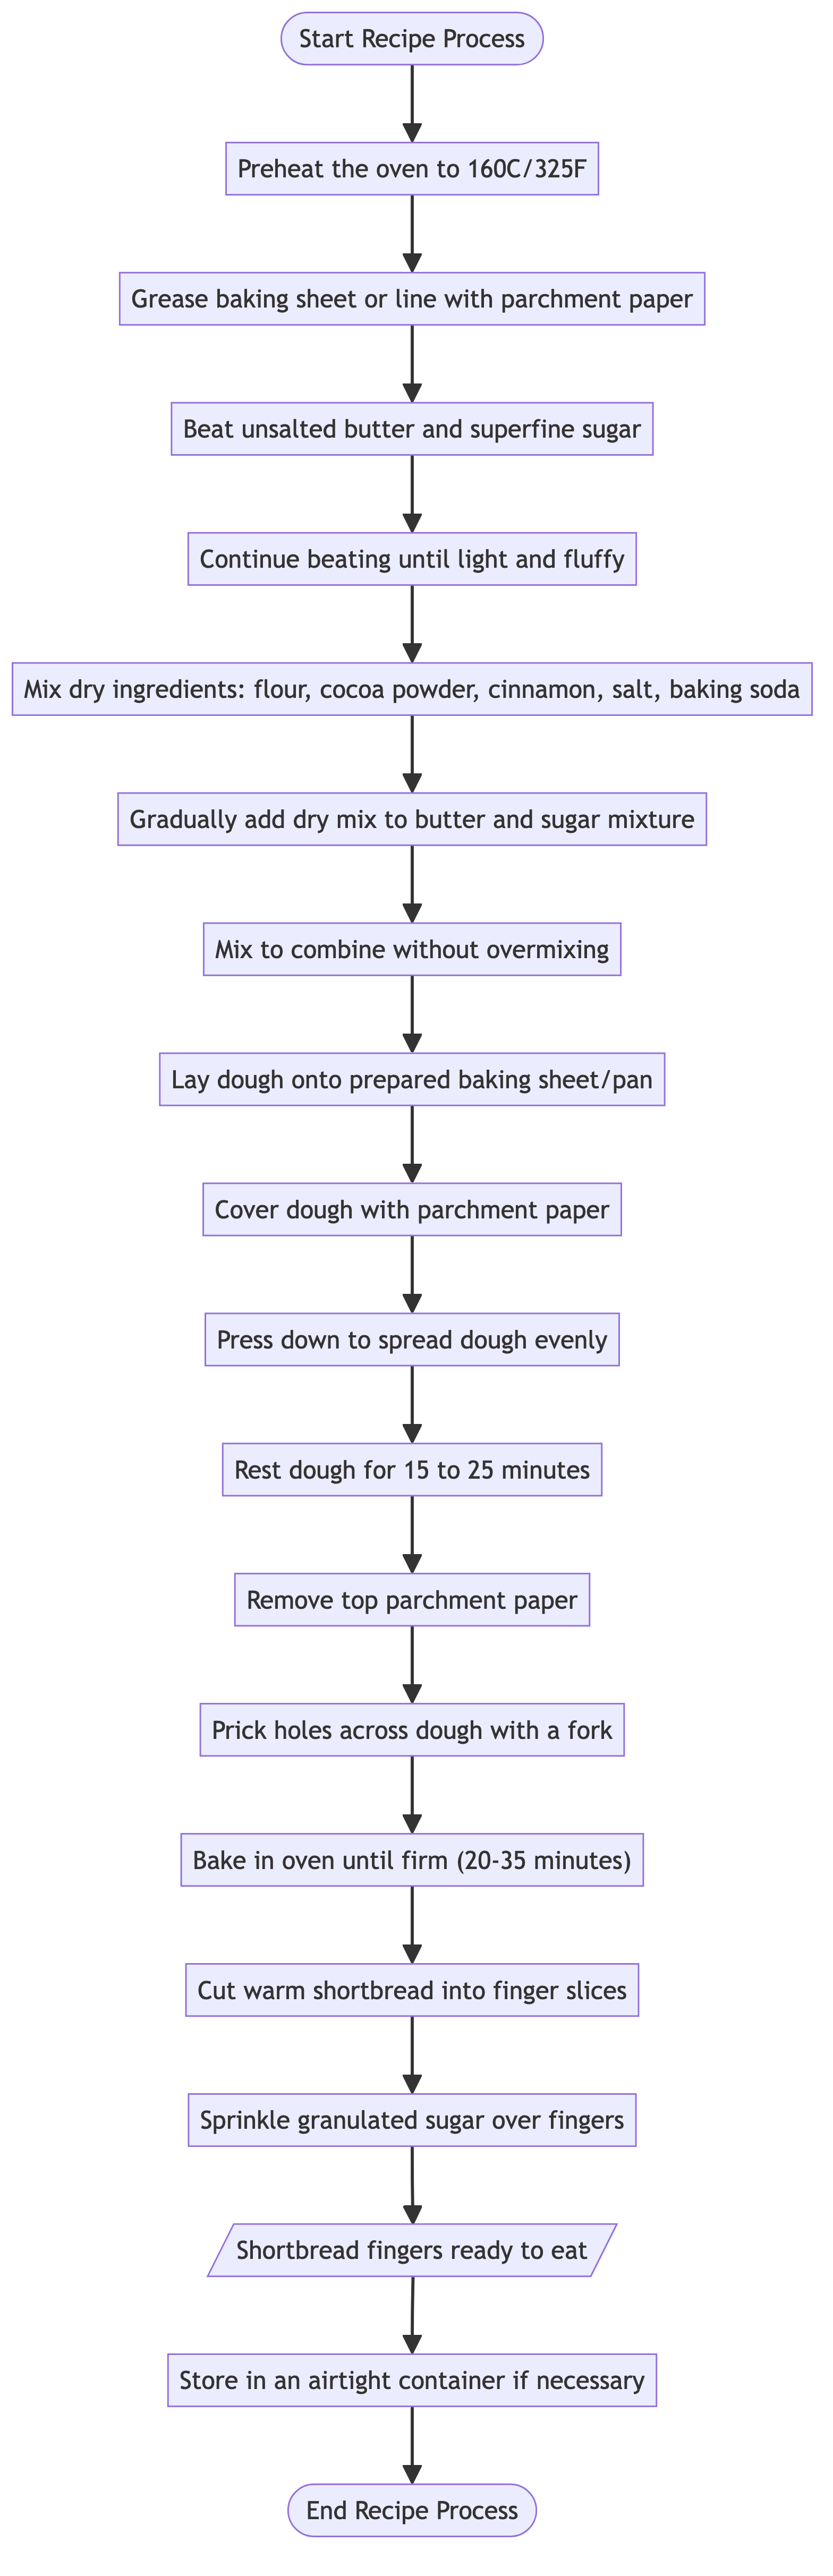 Start Recipe Process
Preheat the oven to 160C/325F
Grease baking sheet or line with parchment paper
Beat unsalted butter and superfine sugar
Continue beating until light and fluffy
Mix dry ingredients: flour, cocoa powder, cinnamon, salt, baking soda
Gradually add dry mix to butter and sugar mixture
Mix to combine without overmixing
Lay dough onto prepared baking sheet/pan
Cover dough with parchment paper
Press down to spread dough evenly
Rest dough for 15 to 25 minutes
Remove top parchment paper
Prick holes across dough with a fork
Bake in oven until firm (20-35 minutes)
Cut warm shortbread into finger slices
Sprinkle granulated sugar over fingers
Shortbread fingers ready to eat
Store in an airtight container if necessary
End Recipe Process